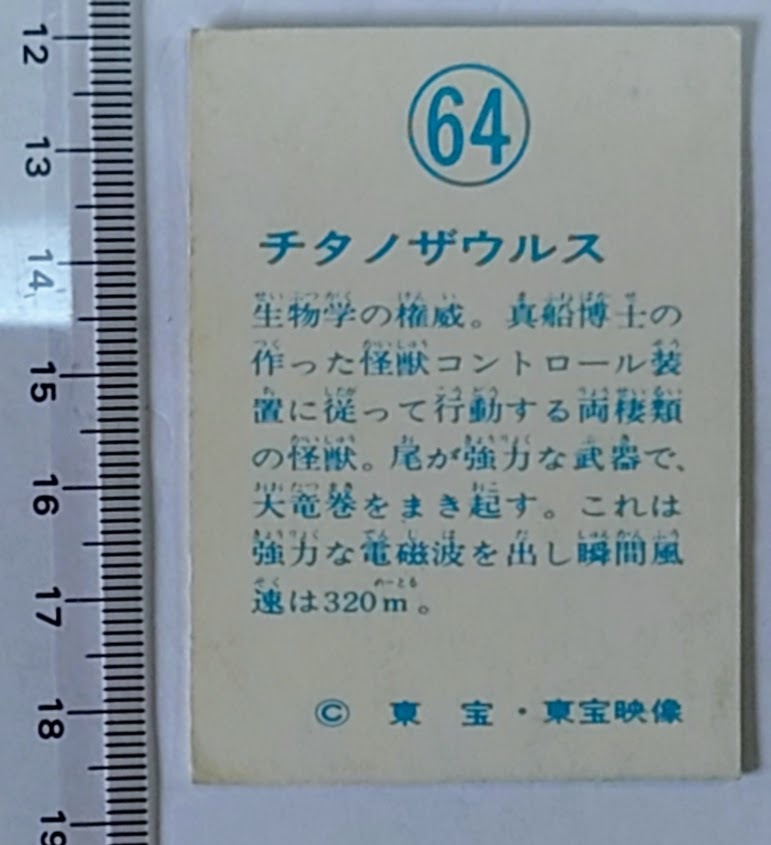 64
チタノザウルス
生物学の権威。真船博士の
作った怪獣コントロール装
置に従って行動する両棲類
の怪獣。尾が強力な武器で、
大竜巻をまき起す。これは
強力な電磁波を出し瞬間風
速は320m。
© 東宝・東宝映像
12
13
14
15
16
17
18
19